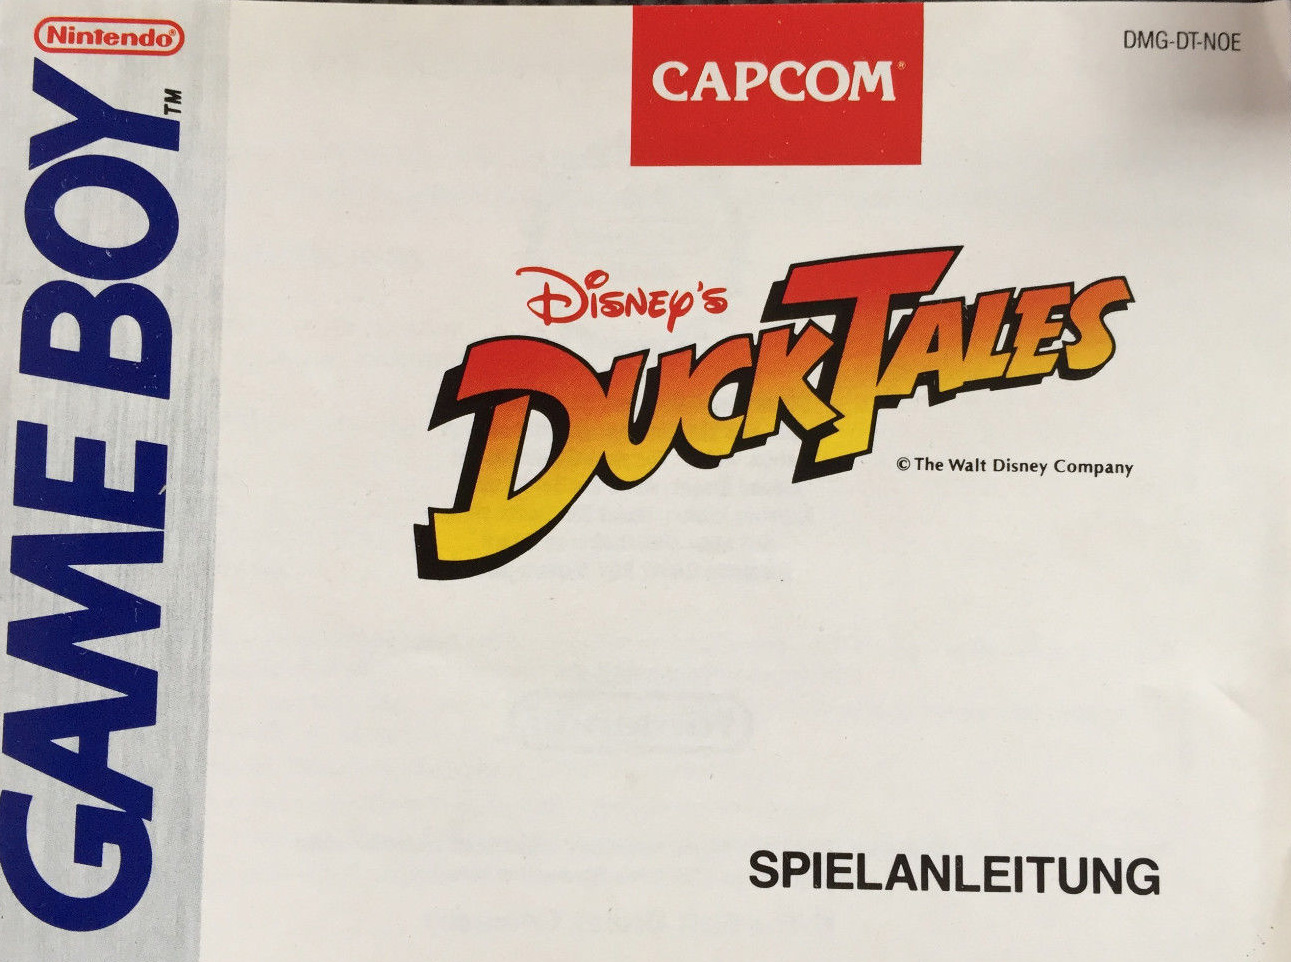 Nintendo®
GAME BOY™
CAPCOM®
DMG-DT-NOE
DISNEY'S
DUCKTALES
© The Walt Disney Company
SPIELANLEITUNG